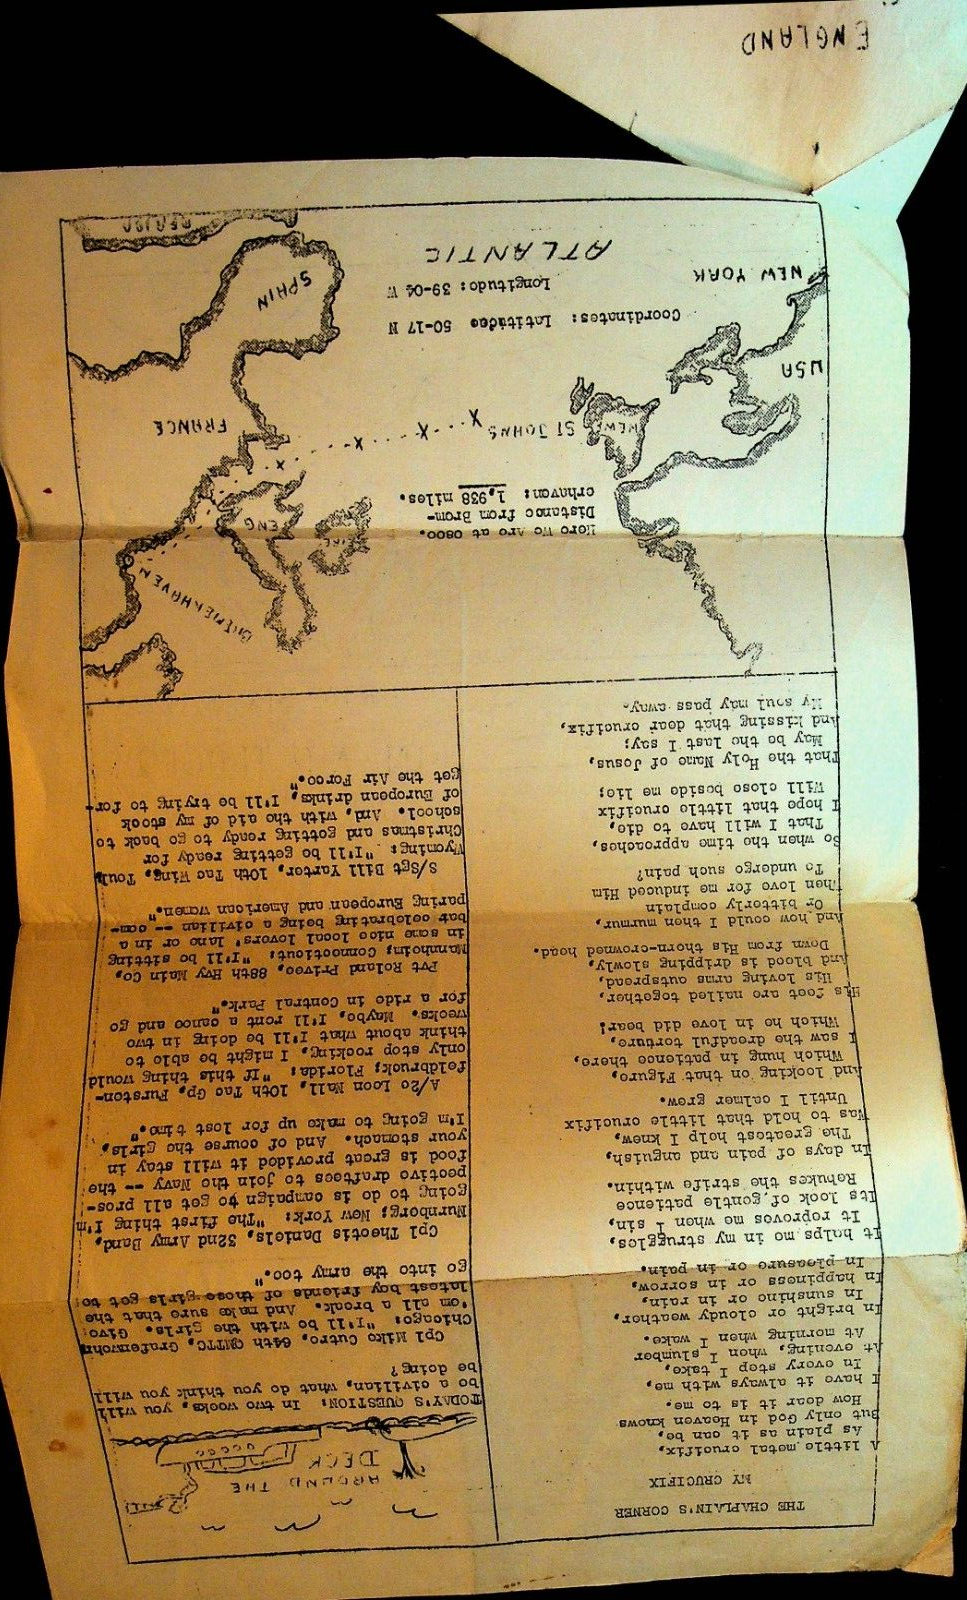 THE CHAPLAIN'S CORNER
MY CRUCIFIX
A little metal crucifix,
As plain as it can be,
But only God in Heaven knows
How dear it is to me.
I have it always with me,
In every step I take,
At evening, when I slumber
At morning when I wake.
In bright or cloudy weather,
In sunshine or in rain,
In happiness or in sorrow,
In pleasure or in pain.
It helps me in my struggles,
It reproves me when I sin,
Its look of gentle patience
Rebukes the strife within.
In days of pain and anguish,
The greatest help I knew,
Was to hold that little crucifix
Until I calmer grew.
And looking on that Figure,
Which hung in patience there,
I saw the dreadful torture,
Which he in love did bear!
His feet are nailed together,
His loving arms outspread,
And blood is dripping slowly,
Down from His thorn-crowned head.
And how could I then murmur,
Or bitterly complain
When love for me induced Him
To undergo such pain?
So when the time approaches,
That I will have to die,
I hope that little crucifix
Will close beside me lie;
That the Holy Name of Jesus,
May be the last I say;
And kissing that dear crucifix,
My soul may pass away.
AROUND THE
DECK
TODAY'S QUESTION: In two weeks, you will
be a civilian, what do you think you will
be doing?
Cpl Mike Cutro, 64th QMTTC, Grafenwohr
Chicago: "I'll be with the girls. Give
'em all a break. And make sure that the
latest boy friends of those girls get to
go into the army too."
Cpl Theotis Daniels, 32nd Army Band,
Nurnberg; New York: "The first thing I'm
going to do is campaign to get all pros-
pective draftees to join the Navy -- the
food is great provided it will stay in
your stomach. And of course the girls,
I'm going to make up for lost time."
A/2c Leon Nall, 10th Tac Gp, Fursten-
feldbruck; Florida: "If this thing would
only stop rocking, I might be able to
think about what I'll be doing in two
weeks. Maybe, I'll rent a canoe and go
for a ride in Central Park."
Pvt Roland Priveo, 88th Hvy Main Co,
Mannheim; Connecticut: "I'll be sitting
in some nice local lovers' lane or in a
bar celebrating being a civilian -- com-
paring European and American women."
S/Sgt Bill Yarter, 10th Tac Wing, Toul
Wyoming: "I'll be getting ready for
Christmas and getting ready to go back to
school. And, with the aid of my stock
of European drinks, I'll be trying to for-
get the Air Force."
BREMERHAVEN
Here We Are at 0800.
Distance from Brem-
erhaven: 1,938 miles.
IRE
ENG
NEW
ST JOHNS
FRANCE
USA
Coordinates: Latitidee 50-17 N
Longitude: 39-04 W
NEW YORK
SPAIN
ATLANTIC
ENGLAND